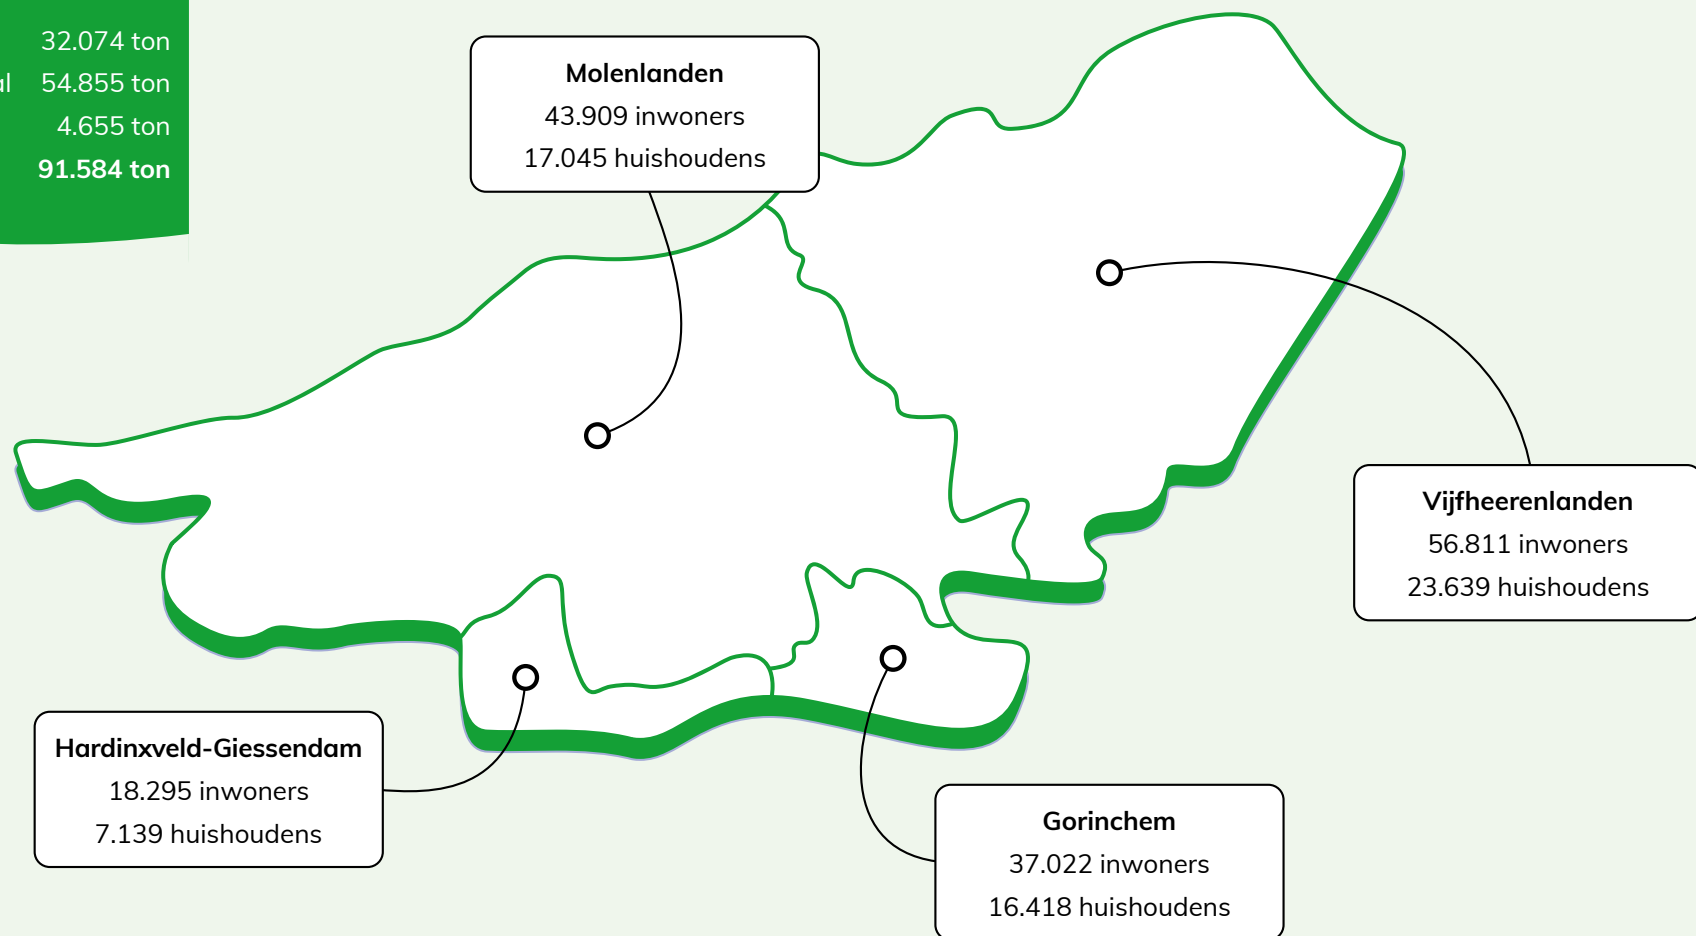 32.074 ton
54.855 ton
4.655 ton
91.584 ton
Molenlanden
43.909 inwoners
17.045 huishoudens
Vijfheerenlanden
56.811 inwoners
23.639 huishoudens
Hardinxveld-Giessendam
18.295 inwoners
7.139 huishoudens
Gorinchem
37.022 inwoners
16.418 huishoudens